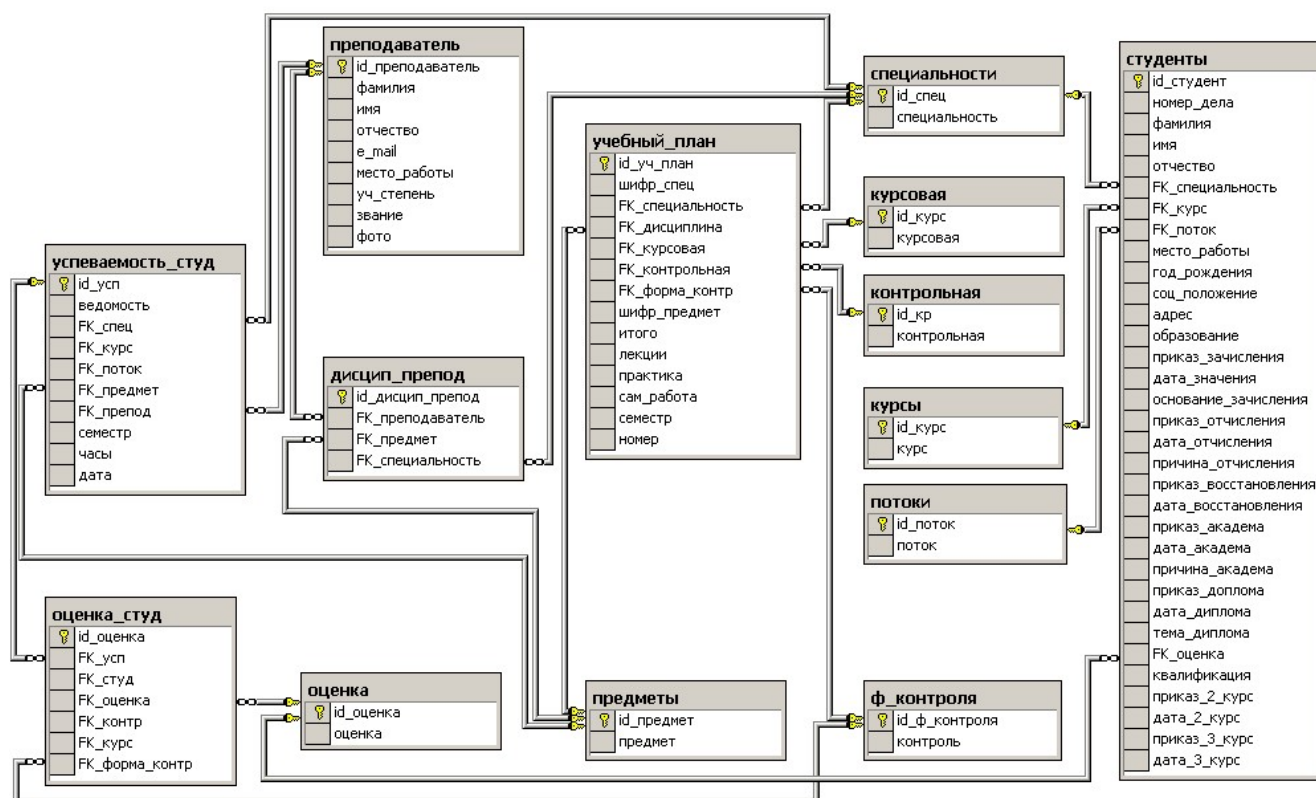 преподаватель
id_преподаватель
фамилия
имя
отчество
e_mail
место_работы
уч_степень
звание
фото
успеваемость_студ
id_усп
ведомость
FK_спец
FK_курс
FK_поток
FK_предмет
FK_препод
семестр
часы
дата
дисцип_препод
id_дисцип_препод
FK_преподаватель
FK_предмет
FK_специальность
учебный_план
id_уч_план
шифр_спец
FK_специальность
FK_дисциплина
FK_курсовая
FK_контрольная
FK_форма_контр
шифр_предмет
итого
лекции
практика
сам_работа
семестр
номер
специальности
id_спец
специальность
курсовая
id_курс
курсовая
контрольная
id_кр
контрольная
курсы
id_курс
курс
потоки
id_поток
поток
студенты
id_студент
номер_дела
фамилия
имя
отчество
FK_специальность
FK_курс
FK_поток
место_работы
год_рождения
соц_положение
адрес
образование
приказ_зачисления
дата_значения
основание_зачисления
приказ_отчисления
дата_отчисления
причина_отчисления
приказ_восстановления
дата_восстановления
приказ_академа
дата_академа
причина_академа
приказ_доплома
дата_диплома
тема_диплома
FK_оценка
квалификация
приказ_2_курс
дата_2_курс
приказ_3_курс
дата_3_курс
оценка_студ
id_оценка
FK_усп
FK_студ
FK_оценка
FK_контр
FK_курс
FK_форма_контр
оценка
id_оценка
оценка
предметы
id_предмет
предмет
ф_контроля
id_ф_контроля
контроль